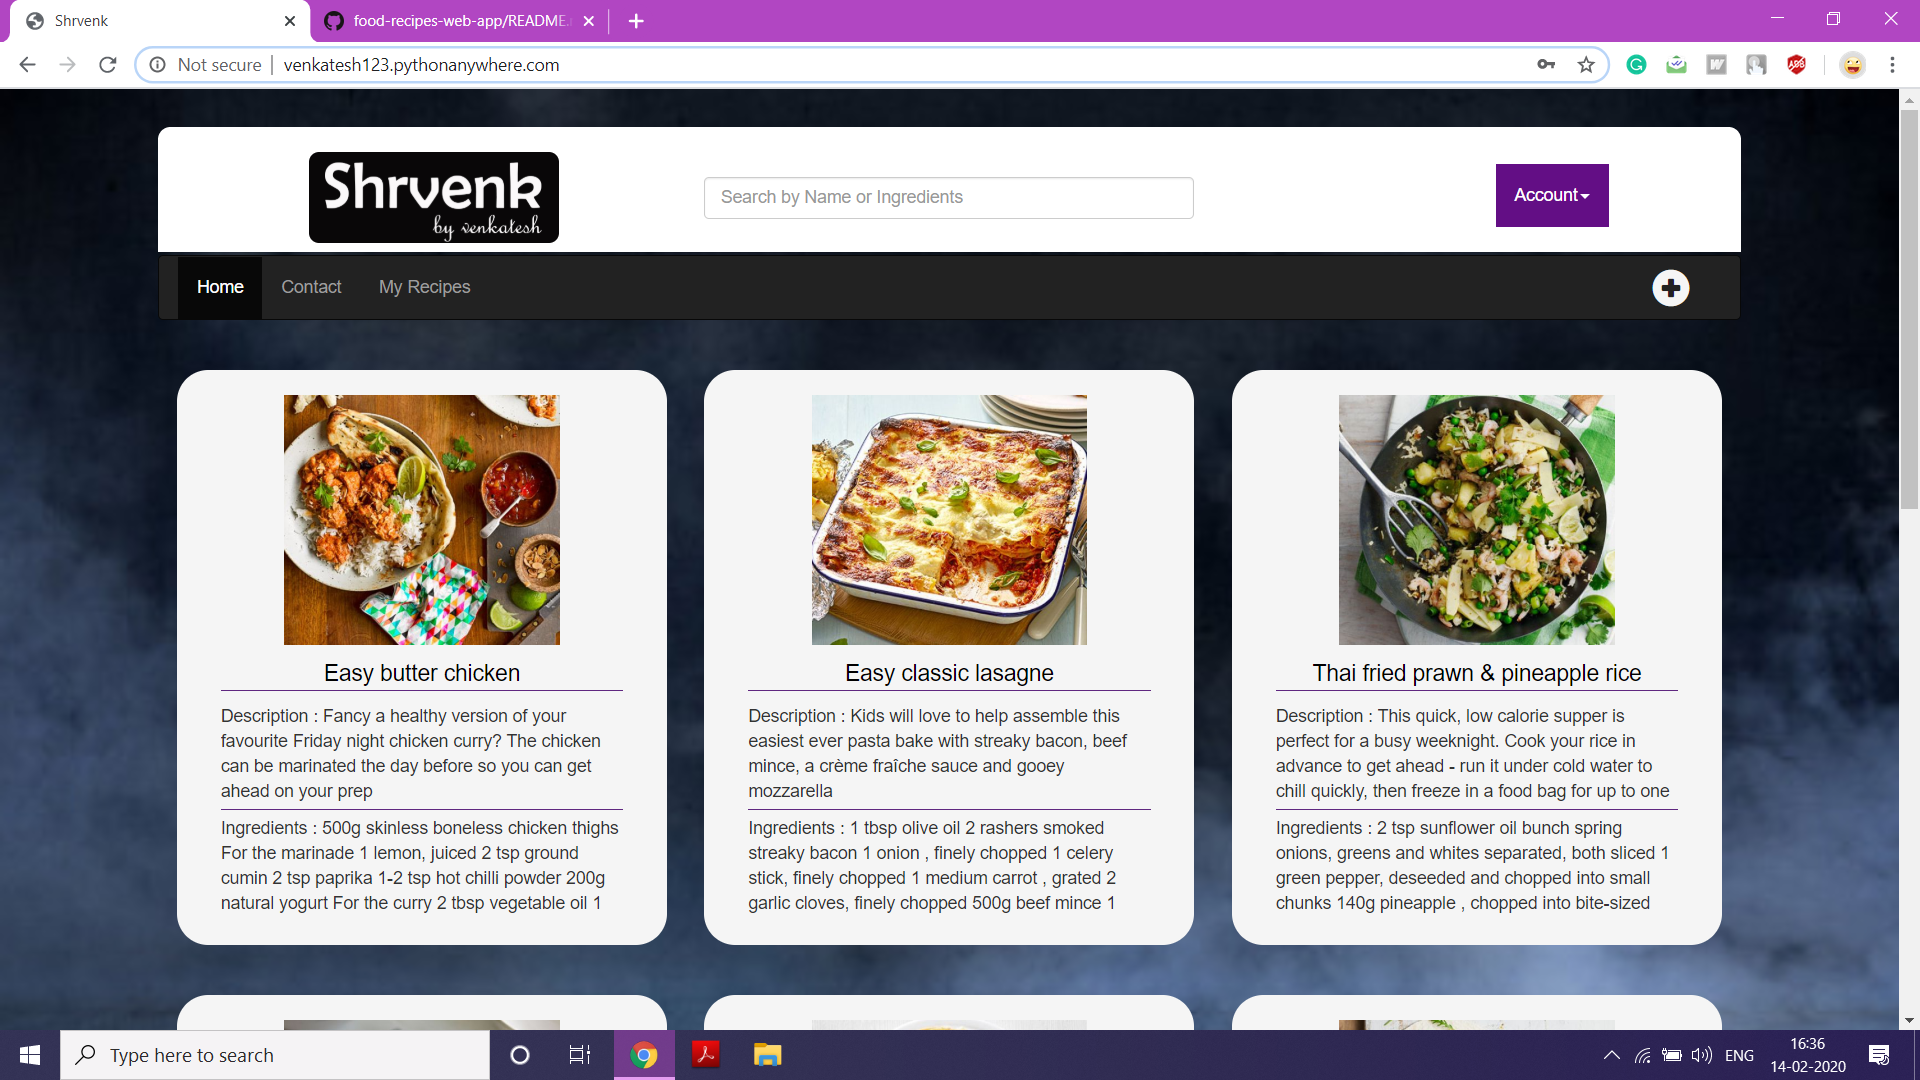 Shrvenk
food-recipes-web-app/README.
Not secure
venkatesh123.pythonanywhere.com
Shrvenk
by venkatesh
Search by Name or Ingredients
Account
Home
Contact
My Recipes
Easy butter chicken
Description : Fancy a healthy version of your
favourite Friday night chicken curry? The chicken
can be marinated the day before so you can get
ahead on your prep
Ingredients : 500g skinless boneless chicken thighs
For the marinade 1 lemon, juiced 2 tsp ground
cumin 2 tsp paprika 1-2 tsp hot chilli powder 200g
natural yogurt For the curry 2 tbsp vegetable oil 1
Easy classic lasagne
Description : Kids will love to help assemble this
easiest ever pasta bake with streaky bacon, beef
mince, a crème fraîche sauce and gooey
mozzarella
Ingredients : 1 tbsp olive oil 2 rashers smoked
streaky bacon 1 onion , finely chopped 1 celery
stick, finely chopped 1 medium carrot , grated 2
garlic cloves, finely chopped 500g beef mince 1
Thai fried prawn & pineapple rice
Description : This quick, low calorie supper is
perfect for a busy weeknight. Cook your rice in
advance to get ahead - run it under cold water to
chill quickly, then freeze in a food bag for up to one
Ingredients : 2 tsp sunflower oil bunch spring
onions, greens and whites separated, both sliced 1
green pepper, deseeded and chopped into small
chunks 140g pineapple , chopped into bite-sized
Type here to search
ENG
16:36
14-02-2020